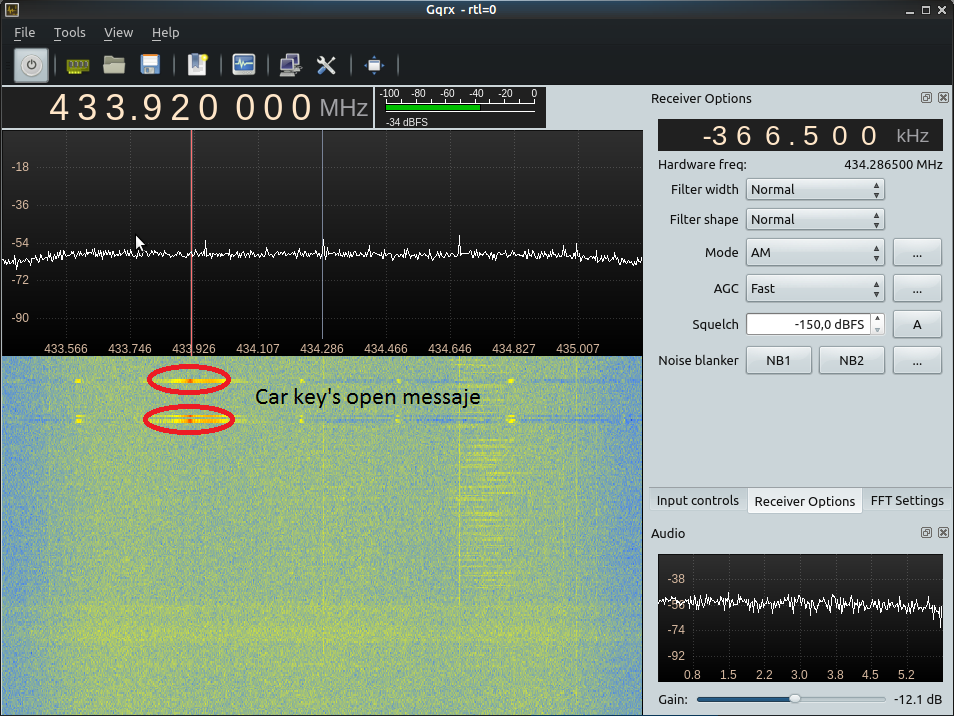 Gqrx - rtl=0
File Tools View Help
433.920 000 MHz
-100 -80 -60 -40 -20 0
-34 dBFS
-18
-36
-54
-72
-90
433.566 433.746 433.926 434.107 434.286 434.466 434.646 434.827 435.007
Car key's open messaje
Receiver Options
-366.500 kHz
Hardware freq: 434.286500 MHz
Filter width Normal
Filter shape Normal
Mode AM ...
AGC Fast ...
Squelch -150,0 dBFS A
Noise blanker NB1 NB2 ...
Input controls Receiver Options FFT Settings
Audio
-38
-56
-74
-92
0.8 1.5 2.2 3.0 3.8 4.5 5.2
Gain: -12.1 dB